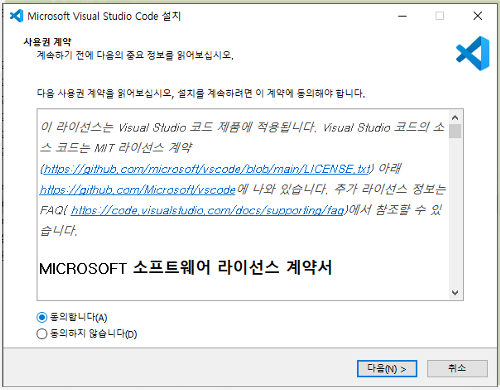 Microsoft Visual Studio Code 설치
사용권 계약
계속하기 전에 다음의 중요 정보를 읽어보십시오.
다음 사용권 계약을 읽어보십시오, 설치를 계속하려면 이 계약에 동의해야 합니다.
이 라이선스는 Visual Studio 코드 제품에 적용됩니다. Visual Studio 코드의 소
스 코드는 MIT 라이선스 계약
(https://github.com/microsoft/vscode/blob/main/LICENSE.txt) 아래
https://github.com/Microsoft/vscode에 나와 있습니다. 추가 라이선스 정보는
FAQ( https://code.visualstudio.com/docs/supporting/faq)에서 참조할 수 있
습니다.
MICROSOFT 소프트웨어 라이선스 계약서
동의합니다(A)
동의하지 않습니다(D)
다음(N) >
취소